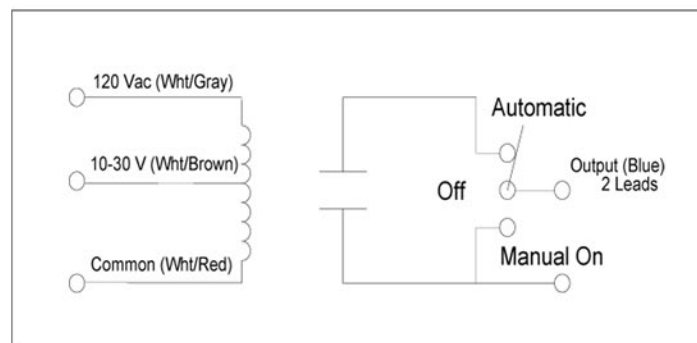 120 Vac (Wht/Gray)
10-30 V (Wht/Brown)
Common (Wht/Red)
Automatic
Off
Output (Blue)
2 Leads
Manual On